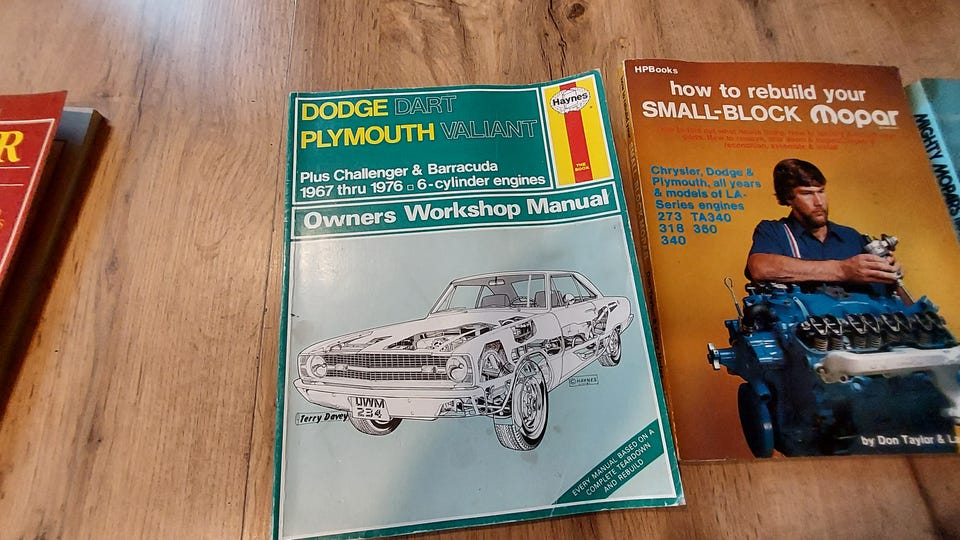 R
DODGE DART
PLYMOUTH VALIANT
Plus Challenger & Barracuda
1967 thru 1976 □ 6-cylinder engines
Owners Workshop Manual
Haynes
THE
BOOK
Terry Davey
UWM
234
© HAYNES
EVERY MANUAL BASED ON A
COMPLETE TEARDOWN
AND REBUILD
HPBooks
how to rebuild your
SMALL-BLOCK Mopar
Chrysler, Dodge &
Plymouth, all years
& models of LA-
Series engines
273 TA340
318 360
340
by Don Taylor &
MIGHTY MOPARS